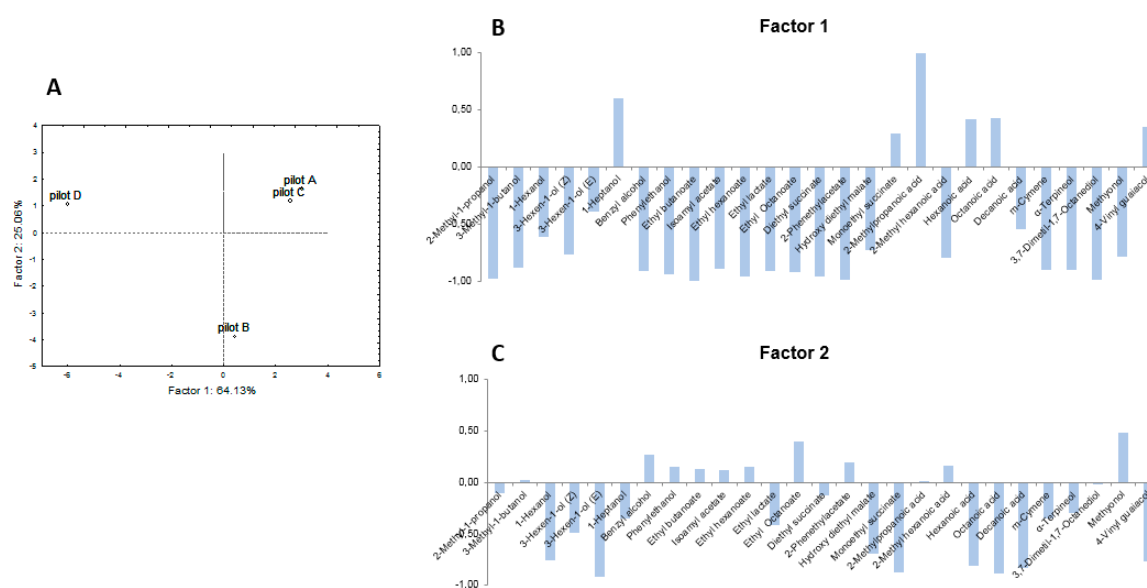 A
4
3
2
1
0
-1
-2
-3
-4
-5
-6
-4
-2
0
2
4
6
Factor 2: 25.06%
Factor 1: 64.13%
pilot D
pilot A
pilot C
pilot B
B
Factor 1
1,00
0,50
0,00
-0,50
-1,00
2-Methyl-1-propanol
3-Methyl-1-butanol
1-Hexanol
3-Hexen-1-ol (Z)
3-Hexen-1-ol (E)
1-Heptanol
Benzyl alcohol
Phenylethanol
Ethyl butanoate
Isoamyl acetate
Ethyl hexanoate
Ethyl lactate
Ethyl Octanoate
Diethyl succinate
2-Phenylacetate
Hydroxy diethyl malate
Monoethyl succinate
2-Methylpropanoic acid
2-Methyl hexanoic acid
Hexanoic acid
Octanoic acid
Decanoic acid
m-Cymene
α-Terpineol
3,7-Dimetil-1,7-Octanediol
Methyonol
4-Vinyl guaiacol
C
Factor 2
1,00
0,50
0,00
-0,50
-1,00
2-Methyl-1-propanol
3-Methyl-1-butanol
1-Hexanol
3-Hexen-1-ol (Z)
3-Hexen-1-ol (E)
1-Heptanol
Benzyl alcohol
Phenylethanol
Ethyl butanoate
Isoamyl acetate
Ethyl hexanoate
Ethyl lactate
Ethyl Octanoate
Diethyl succinate
2-Phenylacetate
Hydroxy diethyl malate
Monoethyl succinate
2-Methylpropanoic acid
2-Methyl hexanoic acid
Hexanoic acid
Octanoic acid
Decanoic acid
m-Cymene
α-Terpineol
3,7-Dimetil-1,7-Octanediol
Methyonol
4-Vinyl guaiacol